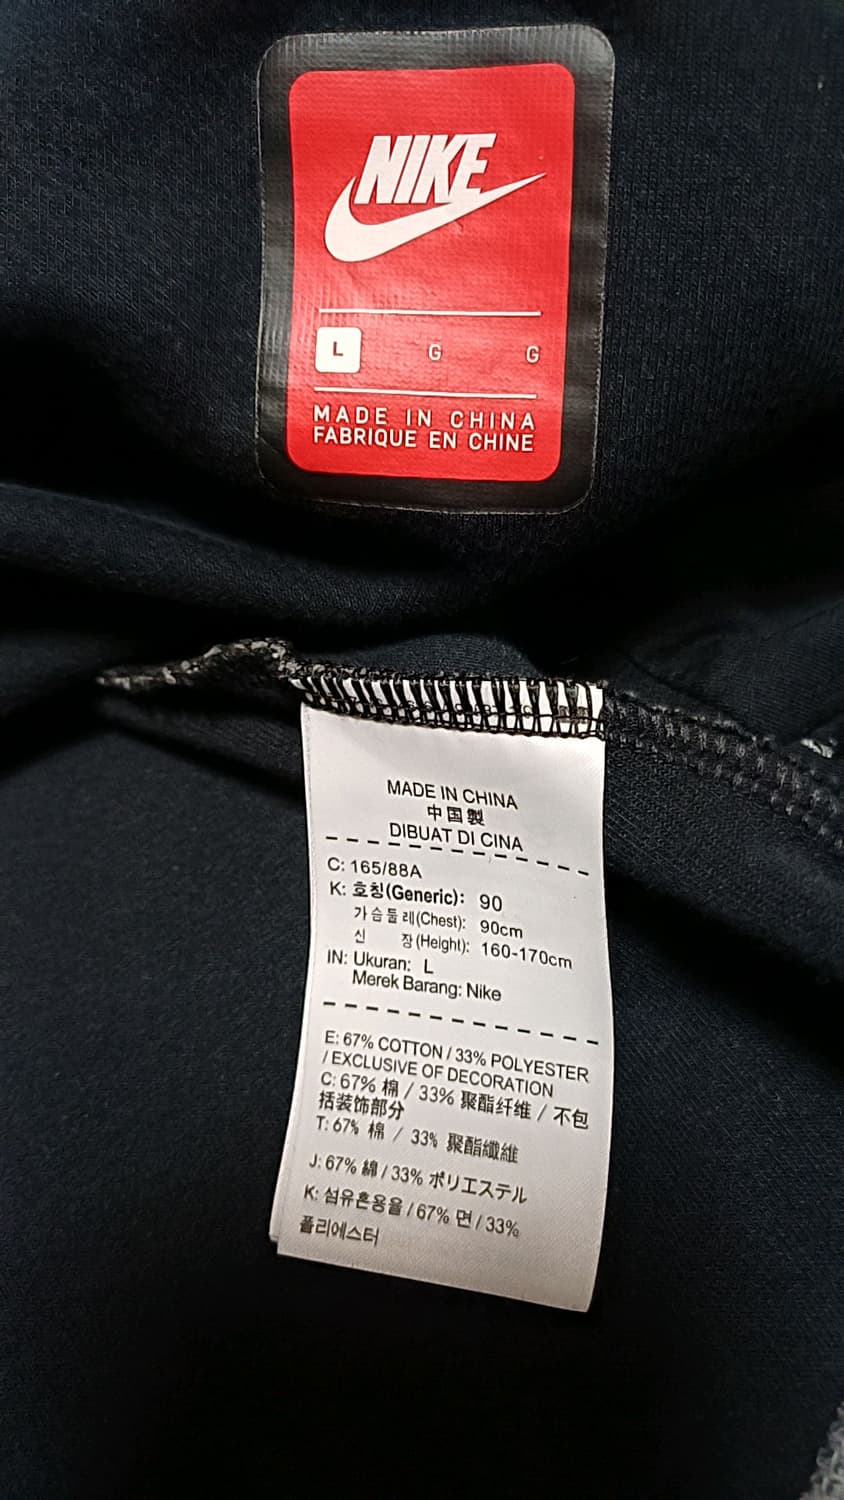 NIKE
L G G
MADE IN CHINA
FABRIQUE EN CHINE
MADE IN CHINA
中国製
DIBUAT DI CINA
C: 165/88A
K: 호칭(Generic): 90
가슴둘레(Chest): 90cm
신 장(Height): 160-170cm
IN: Ukuran: L
Merek Barang: Nike
E: 67% COTTON / 33% POLYESTER
/ EXCLUSIVE OF DECORATION
C: 67% 棉 / 33% 聚酯纤维 / 不包
括装饰部分
T: 67% 棉 / 33% 聚酯纖維
J: 67% 綿 / 33% ポリエステル
K: 섬유혼용율 / 67% 면 / 33%
폴리에스터